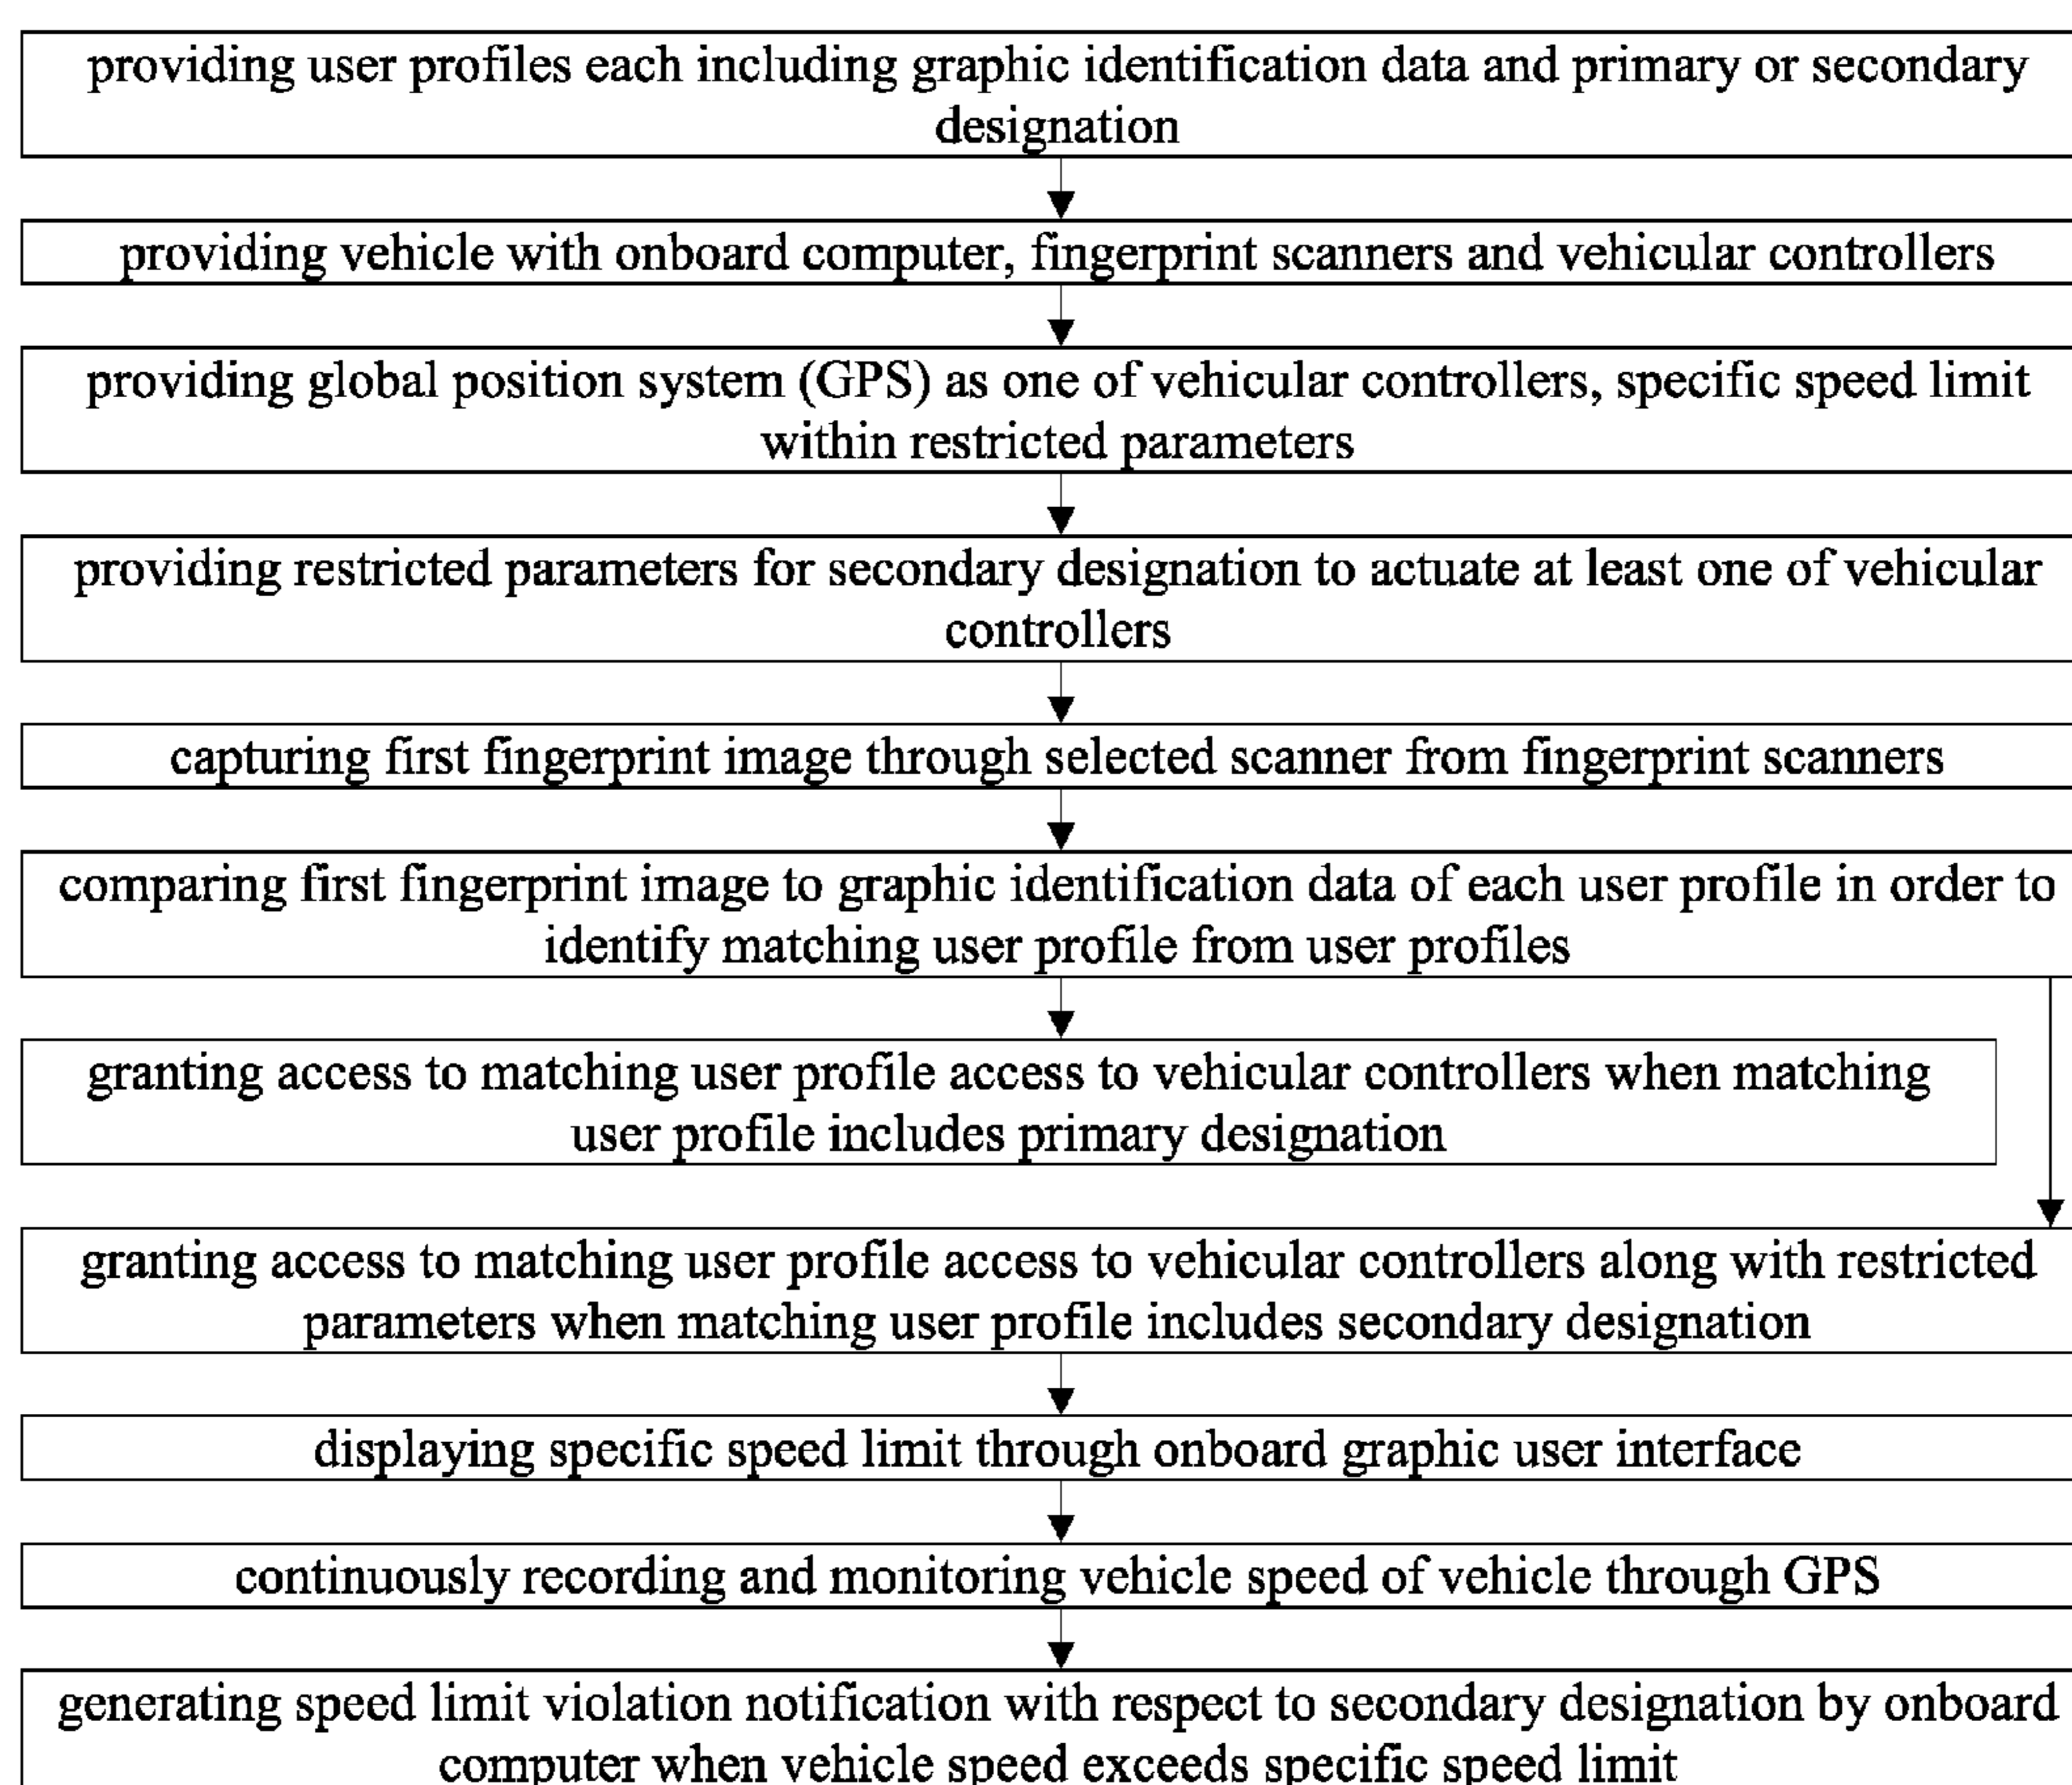 providing user profiles each including graphic identification data and primary or secondary
designation
providing vehicle with onboard computer, fingerprint scanners and vehicular controllers
providing global position system (GPS) as one of vehicular controllers, specific speed limit
within restricted parameters
providing restricted parameters for secondary designation to actuate at least one of vehicular
controllers
capturing first fingerprint image through selected scanner from fingerprint scanners
comparing first fingerprint image to graphic identification data of each user profile in order to
identify matching user profile from user profiles
granting access to matching user profile access to vehicular controllers when matching
user profile includes primary designation
granting access to matching user profile access to vehicular controllers along with restricted
parameters when matching user profile includes secondary designation
displaying specific speed limit through onboard graphic user interface
continuously recording and monitoring vehicle speed of vehicle through GPS
generating speed limit violation notification with respect to secondary designation by onboard
computer when vehicle speed exceeds specific speed limit